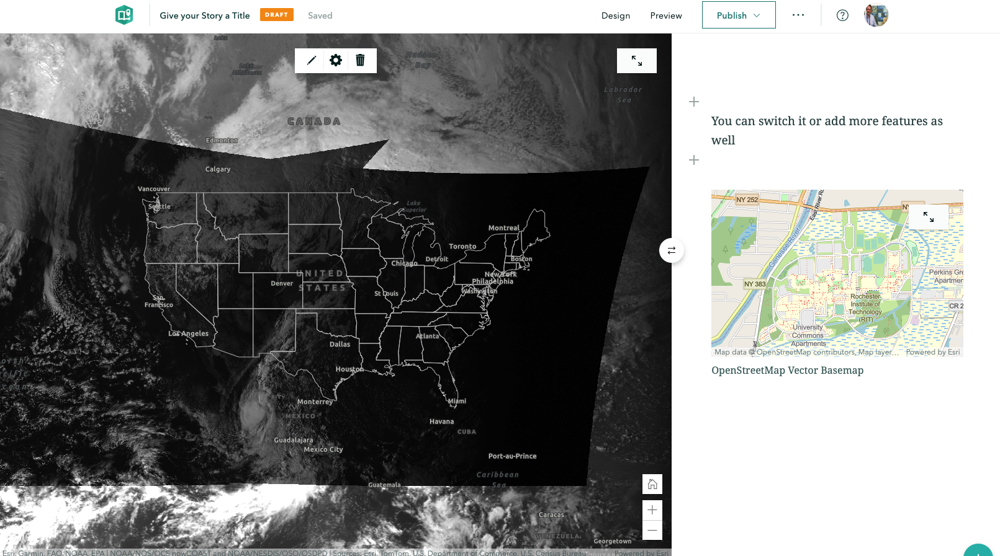 Give your Story a Title
DRAFT
Saved
Design
Preview
Publish
Lake
Lake
Athabasca
Hudson
Bay
Labrador
Sea
CANADA
Edmonton
Calgary
Vancouver
Seattle
Lake
Superior
Montreal
Toronto
Boston
Detroit
Chicago
New York
Philadelphia
Washington
UNITED
STATES
Denver
St Louis
San
Francisco
Los Angeles
Atlanta
Dallas
Houston
Monterrey
Miami
MÉXICO
Havana
CUBA
Guadalajara
Mexico City
Port-au-Prince
Caribbean
Sea
Guatemala
Caracas
VENEZUELA
Georgetown
Esri, Garmin, FAO, NOAA, EPA | NOAA/NOS/OCS nowCOAST and NOAA/NESDIS/OSO/OSDPD | Sources: Esri, TomTom, U.S. Department of Commerce, U.S. Census Bureau
Powered by Esri
You can switch it or add more features as
well
NY 252
East River Rd
NY
Genesee River
NY 383
Perkins Gre
Apartmen
CR 2
Rochester
Institute of
Technology
(RIT)
University
Commons
Apartments
Map data © OpenStreetMap contributors, Map layer…
Powered by Esri
OpenStreetMap Vector Basemap